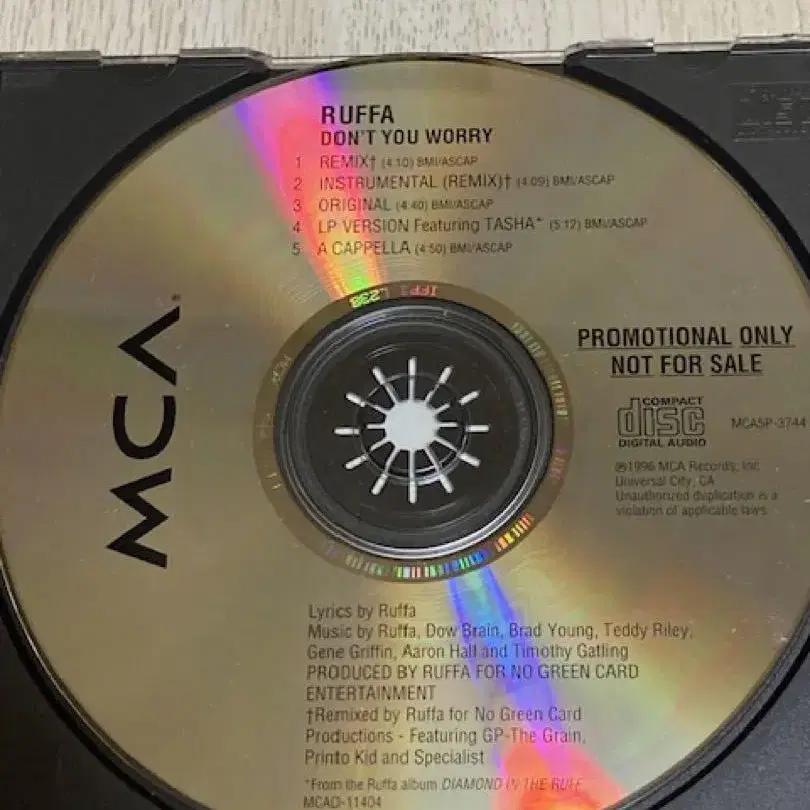 RUFFA
DON'T YOU WORRY
1 REMIX† (4:10) BMI/ASCAP
2 INSTRUMENTAL (REMIX)† (4:09) BMI/ASCAP
3 ORIGINAL (4:40) BMI/ASCAP
4 LP VERSION Featuring TASHA* (5:12) BMI/ASCAP
5 A CAPPELLA (4:50) BMI/ASCAP
IFPI L238
MCA
PROMOTIONAL ONLY
NOT FOR SALE
COMPACT
disc
DIGITAL AUDIO
MCA5P-3744
℗1996 MCA Records, Inc.
Universal City, CA
Unauthorized duplication is a
violation of applicable laws.
Lyrics by Ruffa
Music by Ruffa, Dow Brain, Brad Young, Teddy Riley,
Gene Griffin, Aaron Hall and Timothy Gatling
PRODUCED BY RUFFA FOR NO GREEN CARD
ENTERTAINMENT
†Remixed by Ruffa for No Green Card
Productions - Featuring GP-The Grain,
Printo Kid and Specialist
*From the Ruffa album DIAMOND IN THE RUFF
MCAD-11404